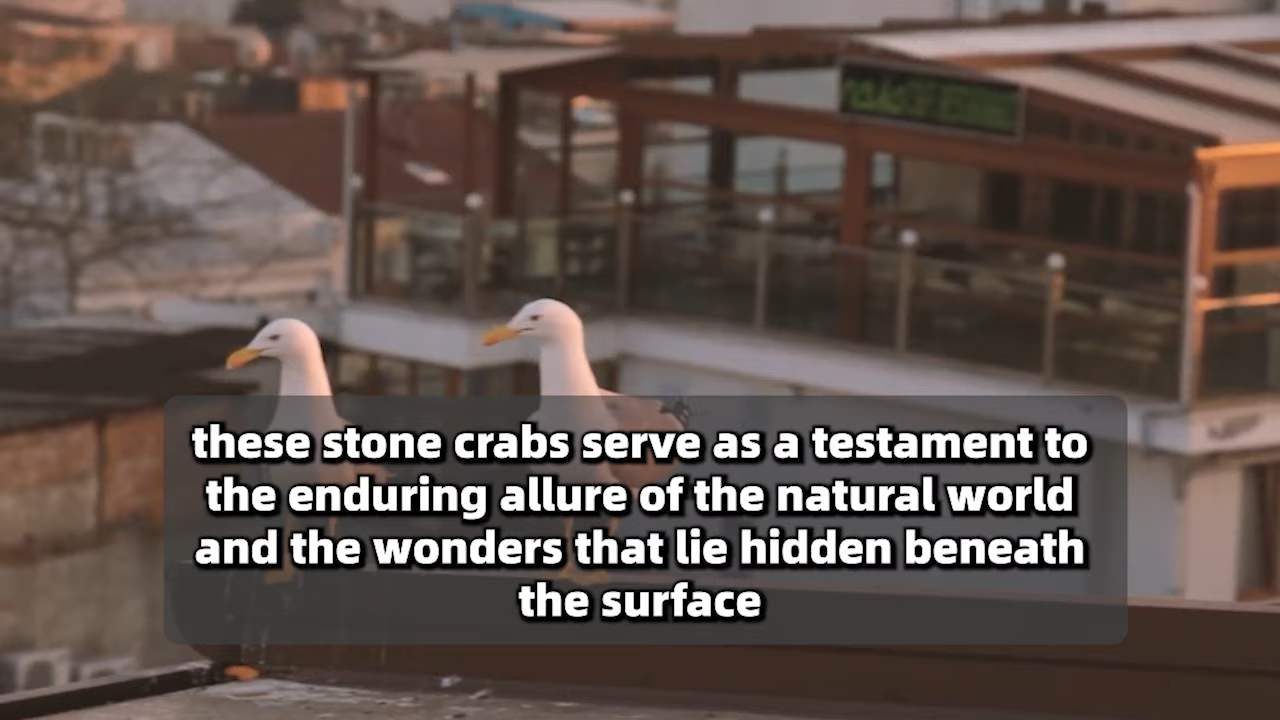 these stone crabs serve as a testament to
the enduring allure of the natural world
and the wonders that lie hidden beneath
the surface